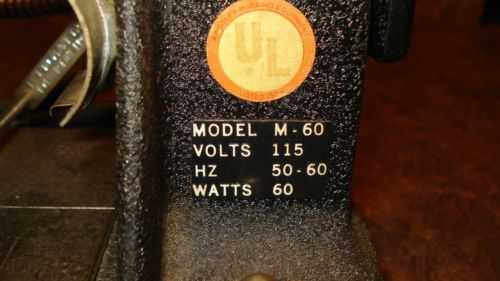 UL
MODEL M-60
VOLTS 115
HZ 50-60
WATTS 60